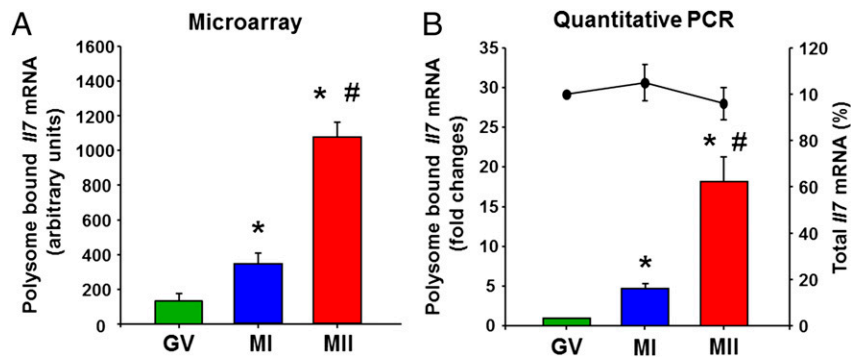 A
Microarray
Polysome bound Il7 mRNA
(arbitrary units)
1600
1400
1200
1000
800
600
400
200
0
*
* #
GV
MI
MII
B
Quantitative PCR
Polysome bound Il7 mRNA
(fold changes)
35
30
25
20
15
10
5
0
*
* #
GV
MI
MII
120
100
80
60
40
20
0
Total Il7 mRNA (%)